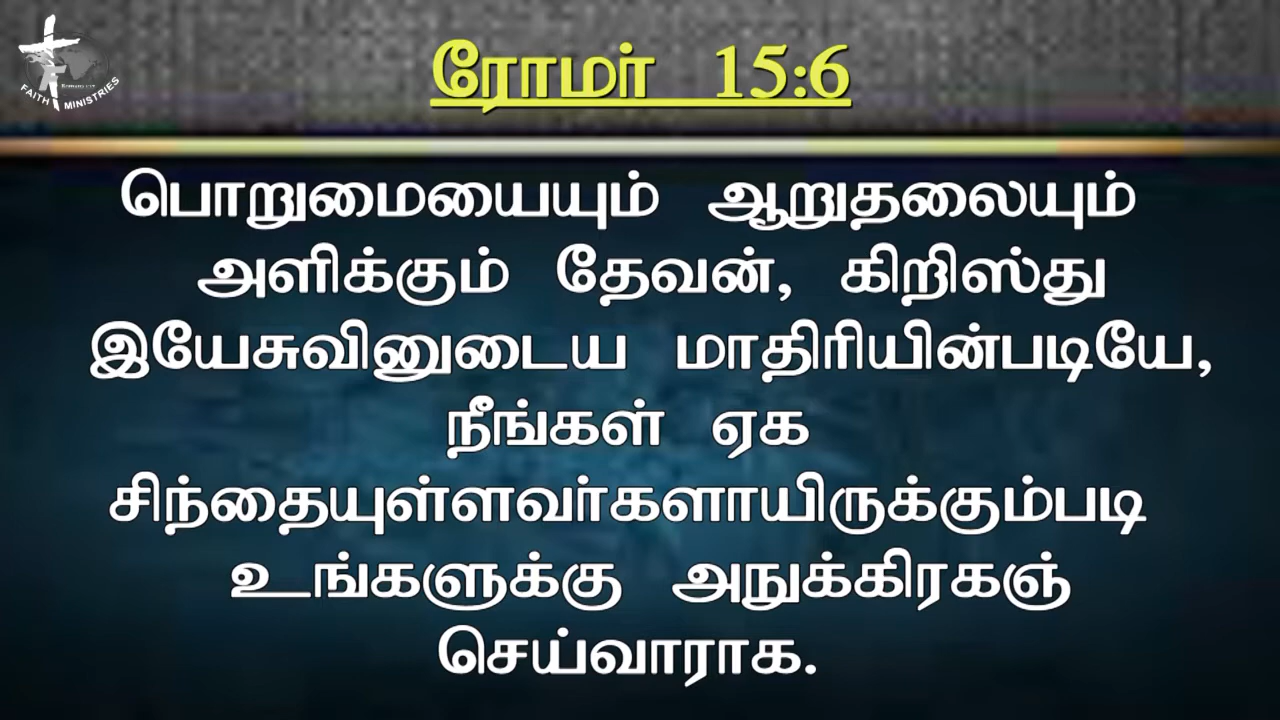 ரோமர் 15:6
FAITH MINISTRIES
பொறுமையையும் ஆறுதலையும்
அளிக்கும் தேவன், கிறிஸ்து
இயேசுவினுடைய மாதிரியின்படியே,
நீங்கள் ஏக
சிந்தையுள்ளவர்களாயிருக்கும்படி
உங்களுக்கு அநுக்கிரகஞ்
செய்வாராக.